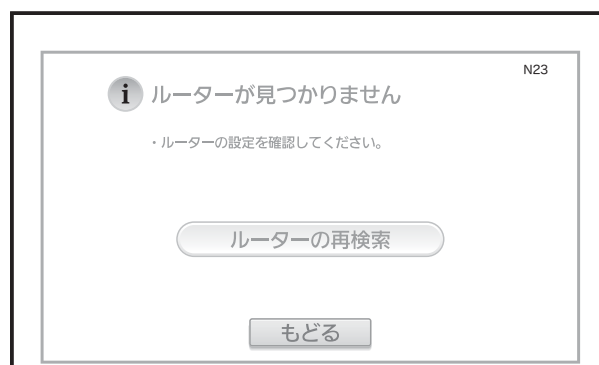 N23
i ルーターが見つかりません
・ルーターの設定を確認してください。
ルーターの再検索
もどる